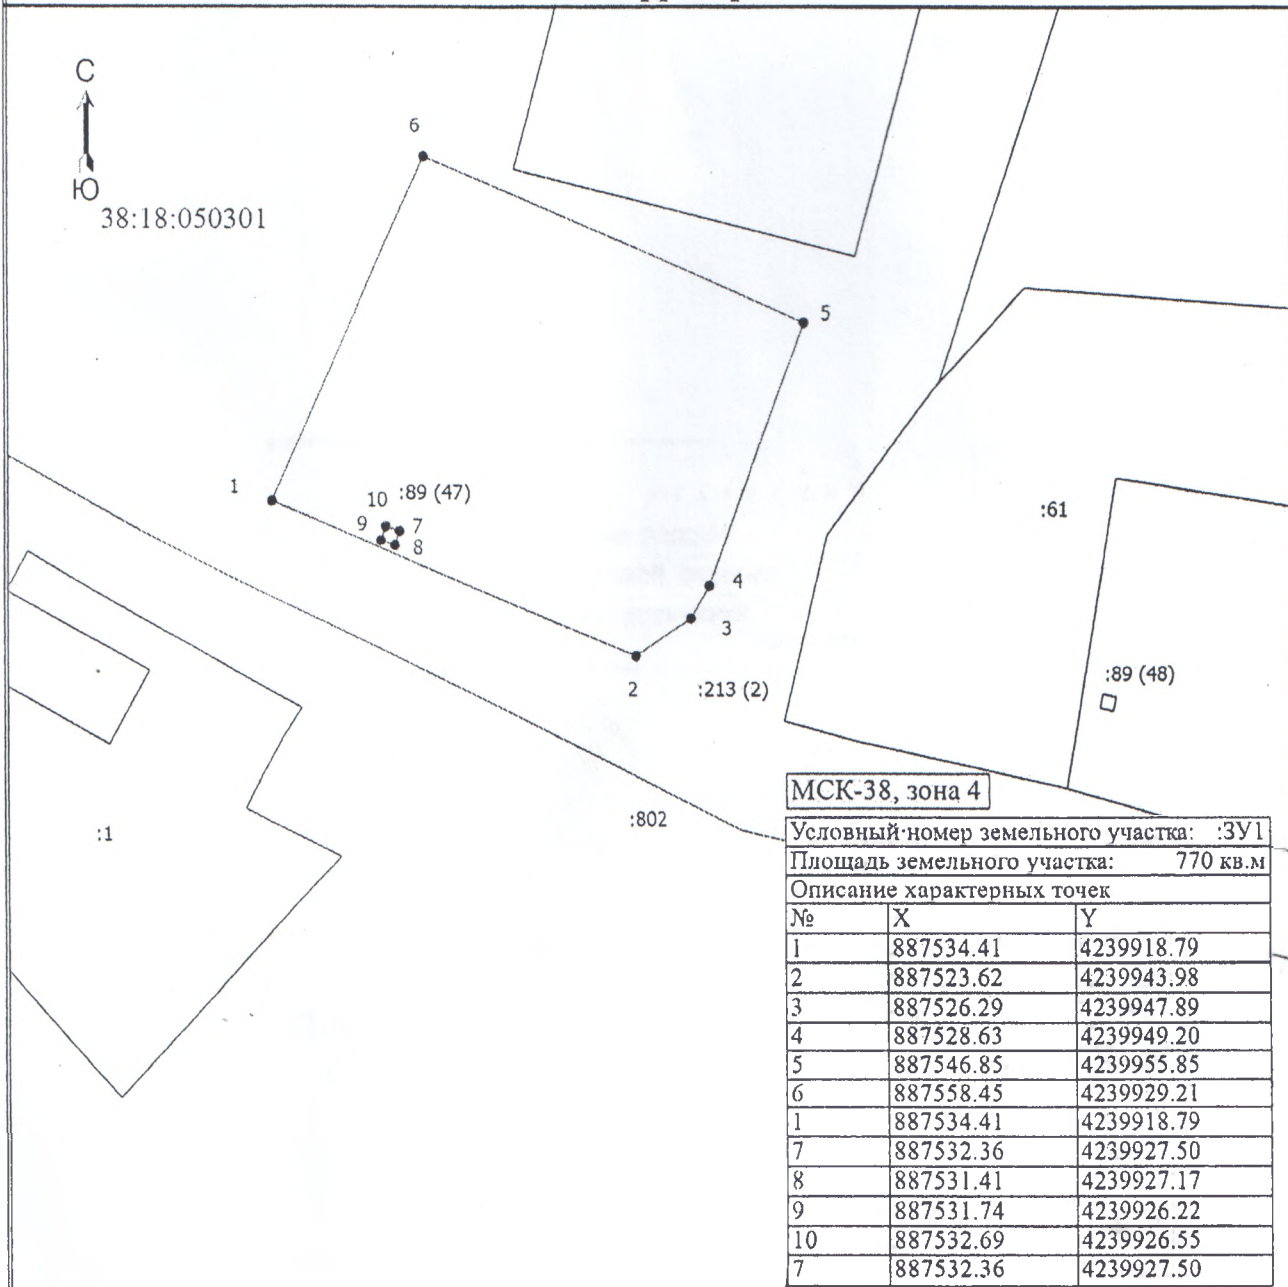 С
Ю
38:18:050301
6
5
1
10 :89 (47)
9 7
8
4
3
2
:213 (2)
:61
:89 (48)
:802
:1
МСК-38, зона 4
Условный номер земельного участка: :ЗУ1
Площадь земельного участка: 770 кв.м
Описание характерных точек
№ X Y
1 887534.41 4239918.79
2 887523.62 4239943.98
3 887526.29 4239947.89
4 887528.63 4239949.20
5 887546.85 4239955.85
6 887558.45 4239929.21
1 887534.41 4239918.79
7 887532.36 4239927.50
8 887531.41 4239927.17
9 887531.74 4239926.22
10 887532.69 4239926.55
7 887532.36 4239927.50